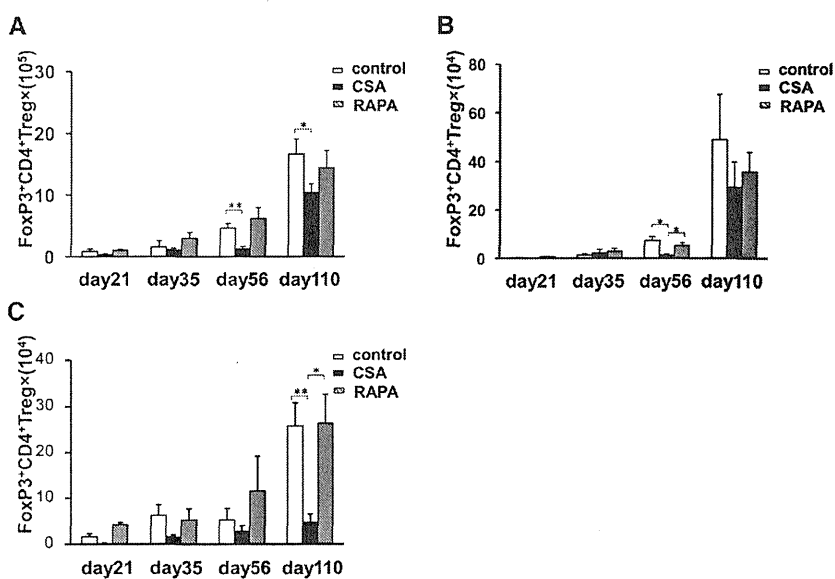 A
FoxP3⁺CD4⁺Treg×(10⁵)
30
20
10
0
control
CSA
RAPA
**
*
day21 day35 day56 day110
B
FoxP3⁺CD4⁺Treg×(10⁴)
80
60
40
20
0
control
CSA
RAPA
* *
day21 day35 day56 day110
C
FoxP3⁺CD4⁺Treg×(10⁴)
40
30
20
10
0
control
CSA
RAPA
** *
day21 day35 day56 day110